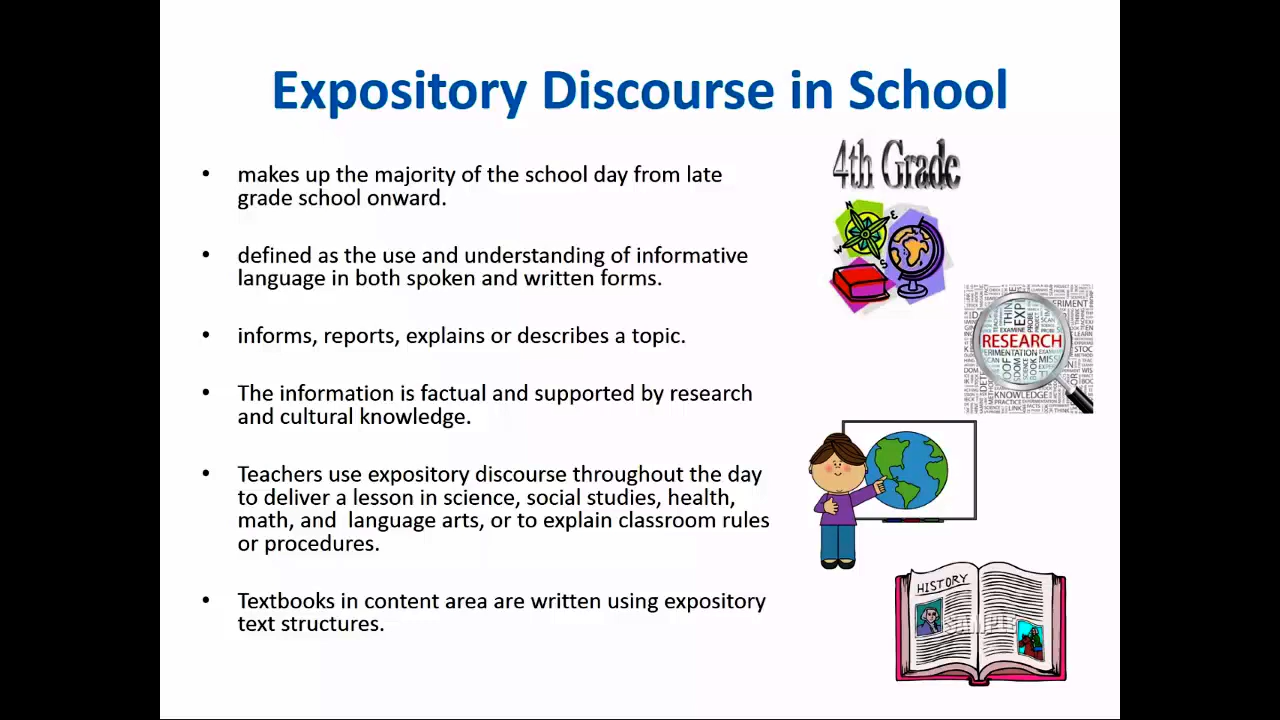 Expository Discourse in School
4th Grade
• makes up the majority of the school day from late
grade school onward.
• defined as the use and understanding of informative
language in both spoken and written forms.
• informs, reports, explains or describes a topic.
• The information is factual and supported by research
and cultural knowledge.
• Teachers use expository discourse throughout the day
to deliver a lesson in science, social studies, health,
math, and  language arts, or to explain classroom rules
or procedures.
• Textbooks in content area are written using expository
text structures.
N
E
W
S
RESEARCH
KNOWLEDGE
PRACTICE
HISTORY